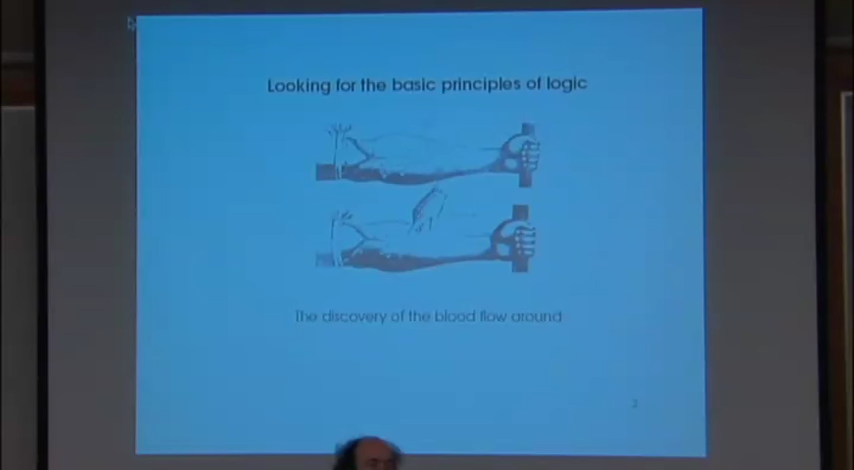 Looking for the basic principles of logic
The discovery of the blood flow around